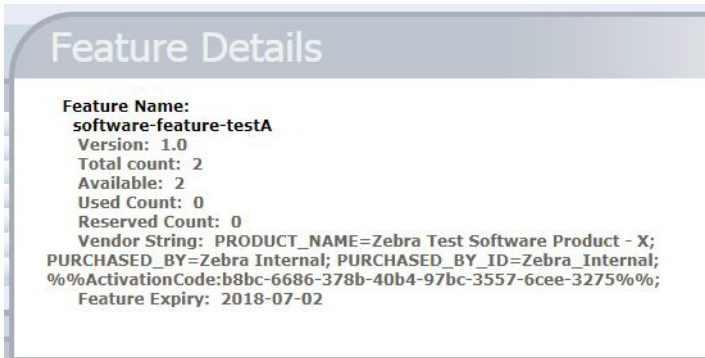 Feature Details
Feature Name:
software-feature-testA
Version: 1.0
Total count: 2
Available: 2
Used Count: 0
Reserved Count: 0
Vendor String: PRODUCT_NAME=Zebra Test Software Product - X;
PURCHASED_BY=Zebra Internal; PURCHASED_BY_ID=Zebra_Internal;
%%ActivationCode:b8bc-6686-378b-40b4-97bc-3557-6cee-3275%%;
Feature Expiry: 2018-07-02